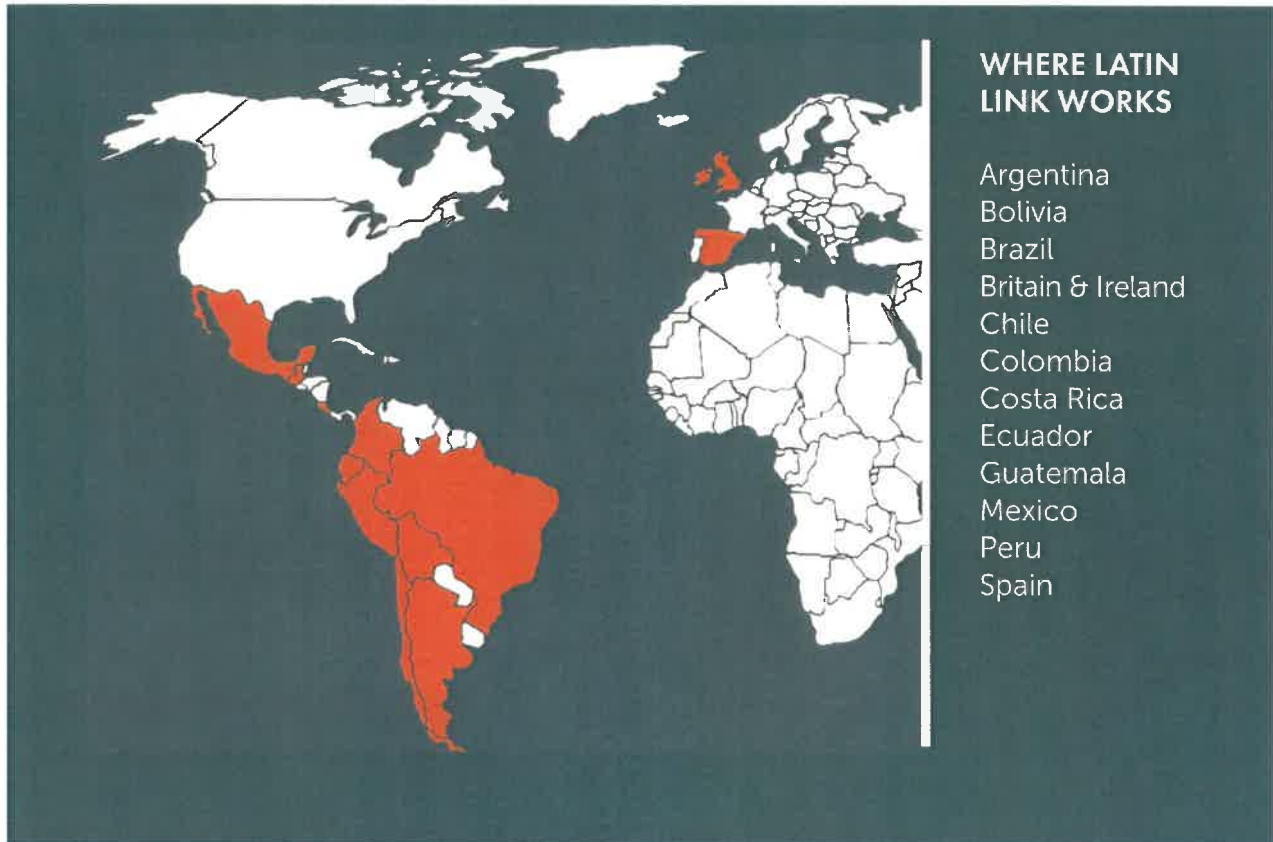 WHERE LATIN
LINK WORKS
Argentina
Bolivia
Brazil
Britain & Ireland
Chile
Colombia
Costa Rica
Ecuador
Guatemala
Mexico
Peru
Spain